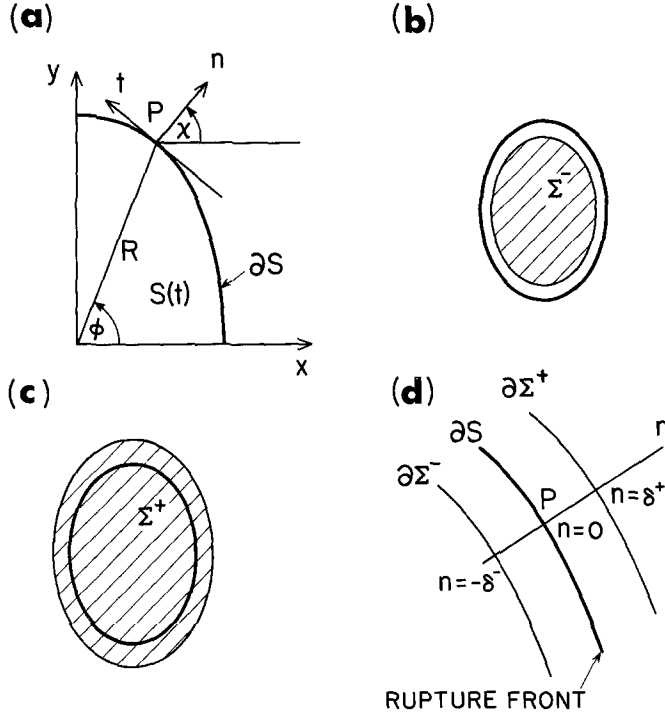 (a)
y
t
n
P
χ
R
∂S
S(t)
ϕ
x
(b)
Σ⁻
(c)
Σ⁺
(d)
∂Σ⁺
∂S
n
∂Σ⁻
P
n=δ⁺
n=0
n=-δ⁻
RUPTURE FRONT